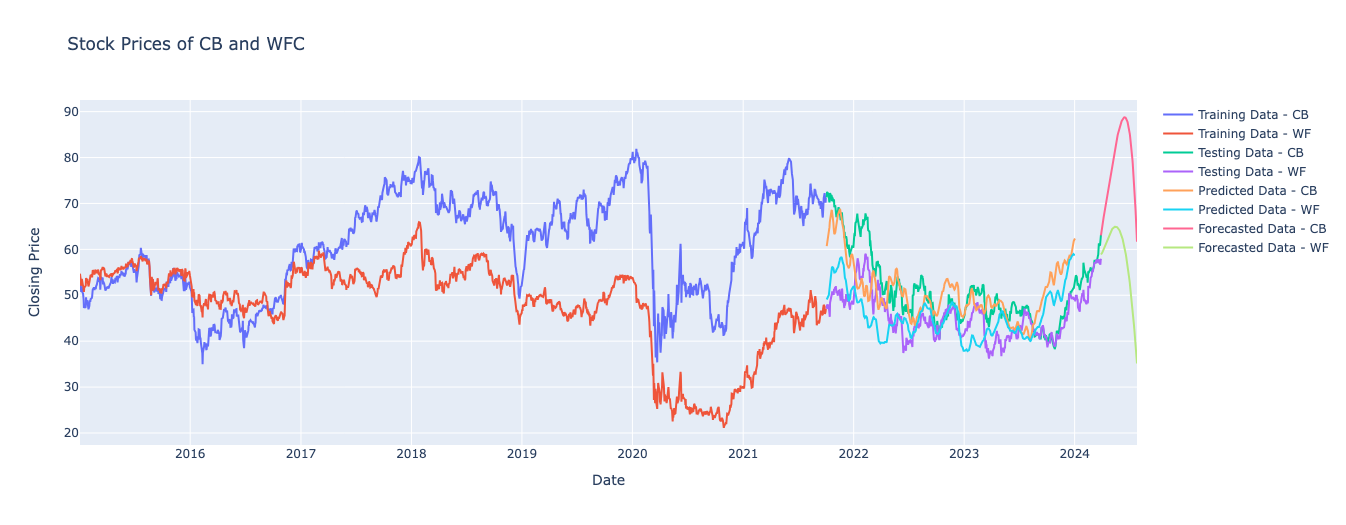 Stock Prices of CB and WFC
Closing Price
90
80
70
60
50
40
30
20
2016
2017
2018
2019
2020
2021
2022
2023
2024
Date
Training Data - CB
Training Data - WF
Testing Data - CB
Testing Data - WF
Predicted Data - CB
Predicted Data - WF
Forecasted Data - CB
Forecasted Data - WF